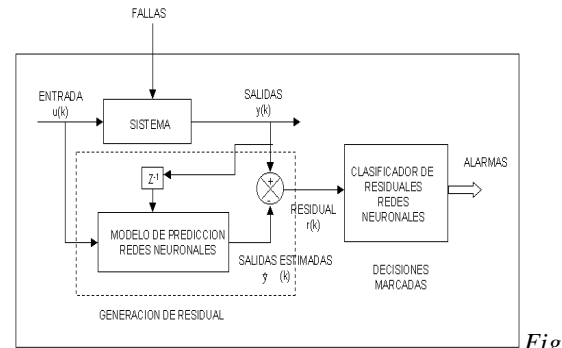 FALLAS
ENTRADA
u(k)
SISTEMA
SALIDAS
y(k)
Z-1
+
-
MODELO DE PREDICCION
REDES NEURONALES
RESIDUAL
r(k)
SALIDAS ESTIMADAS
ŷ (k)
CLASIFICADOR DE
RESIDUALES
REDES
NEURONALES
ALARMAS
DECISIONES
MARCADAS
GENERACION DE RESIDUAL
Fig